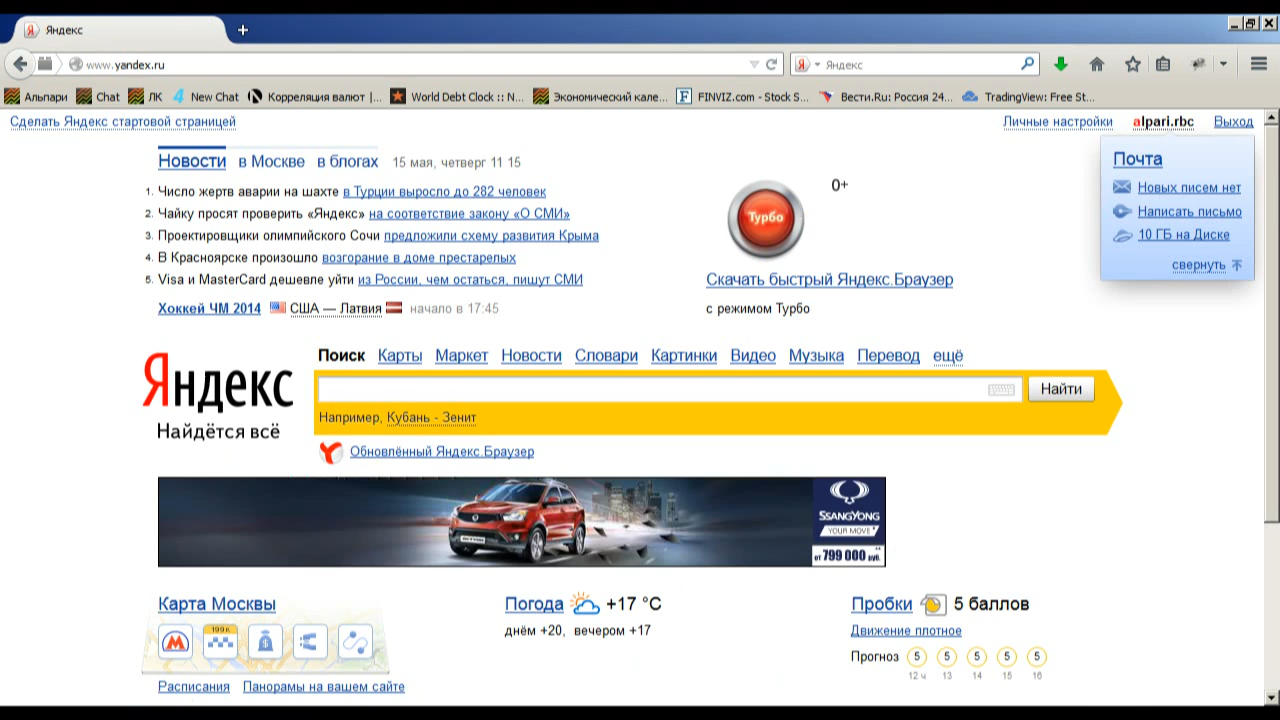 Яндекс
www.yandex.ru
Яндекс
Альпари Chat ЛК New Chat Корреляция валют |... World Debt Clock :: N... Экономический кале... FINVIZ.com - Stock S... Вести.Ru: Россия 24... TradingView: Free St...
Сделать Яндекс стартовой страницей
Личные настройки alpari.rbc Выход
Новости в Москве в блогах 15 мая, четверг 11 15
1. Число жертв аварии на шахте в Турции выросло до 282 человек
2. Чайку просят проверить «Яндекс» на соответствие закону «О СМИ»
3. Проектировщики олимпийского Сочи предложили схему развития Крыма
4. В Красноярске произошло возгорание в доме престарелых
5. Visa и MasterCard дешевле уйти из России, чем остаться, пишут СМИ
Хоккей ЧМ 2014 США — Латвия начало в 17:45
Турбо
0+
Скачать быстрый Яндекс.Браузер
с режимом Турбо
Почта
Новых писем нет
Написать письмо
10 ГБ на Диске
свернуть
Поиск Карты Маркет Новости Словари Картинки Видео Музыка Перевод ещё
Яндекс
Найдётся всё
Найти
Например, Кубань - Зенит
Обновлённый Яндекс.Браузер
SSANGYONG
YOUR MOVE
от 799 000 руб.
Карта Москвы
199 р.
Расписания Панорамы на вашем сайте
Погода +17 °C
днём +20, вечером +17
Пробки 5 баллов
Движение плотное
Прогноз 5 5 5 5 5
12 ч 13 14 15 16